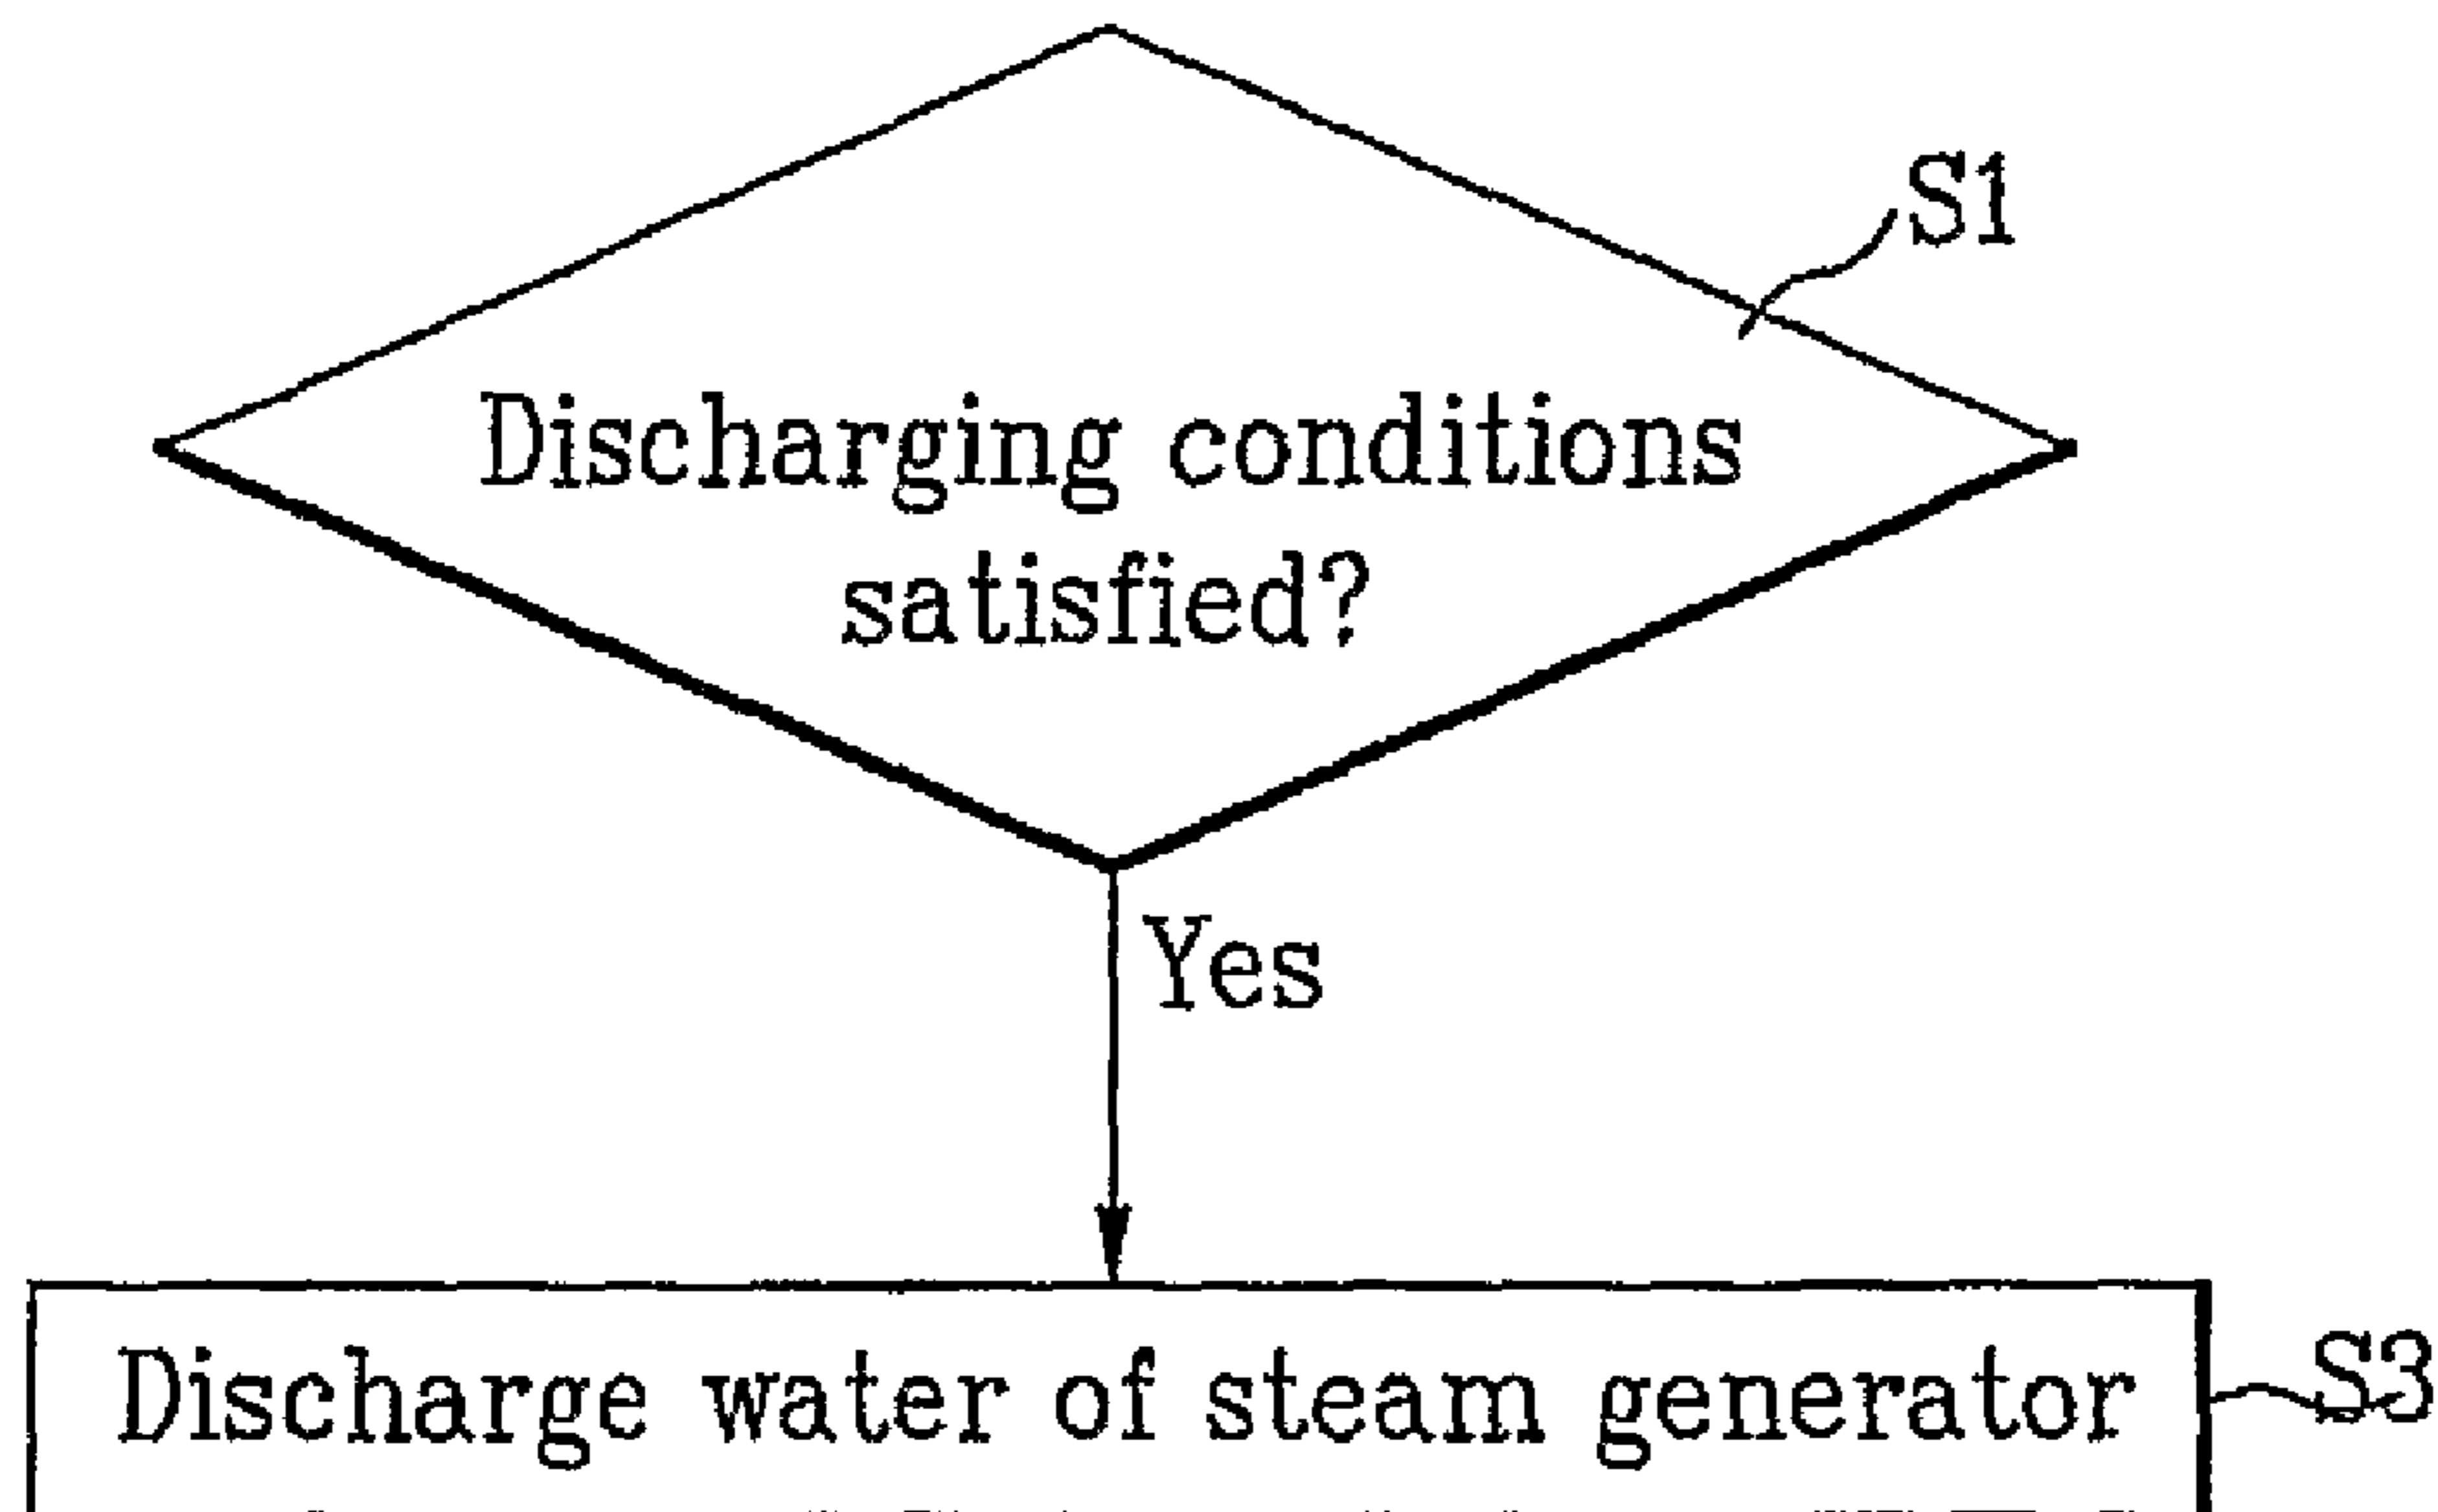 S1
Discharging conditions
satisfied?
Yes
Discharge water of steam generator
S3